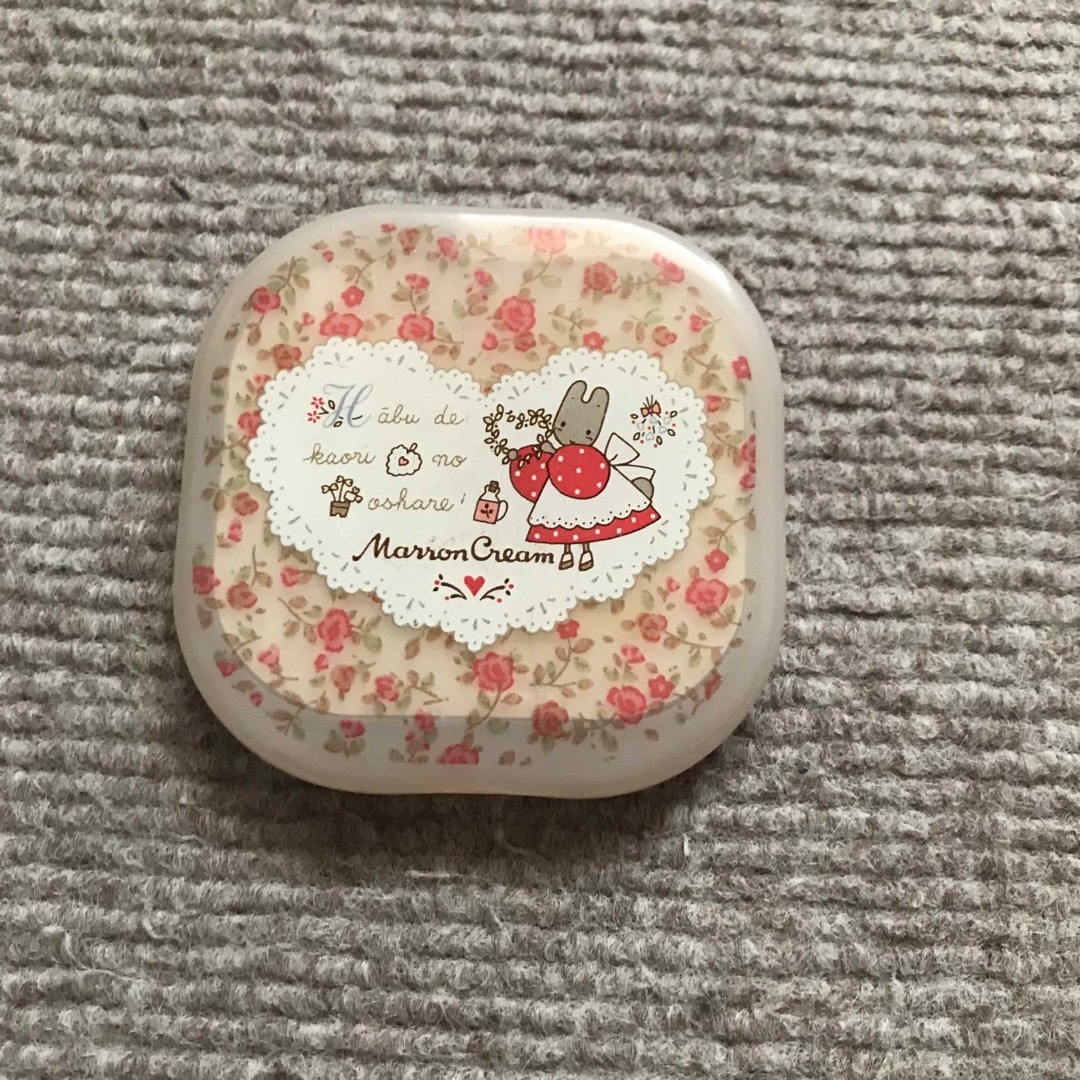 Hābu de
kaori no
oshare!
MarronCream